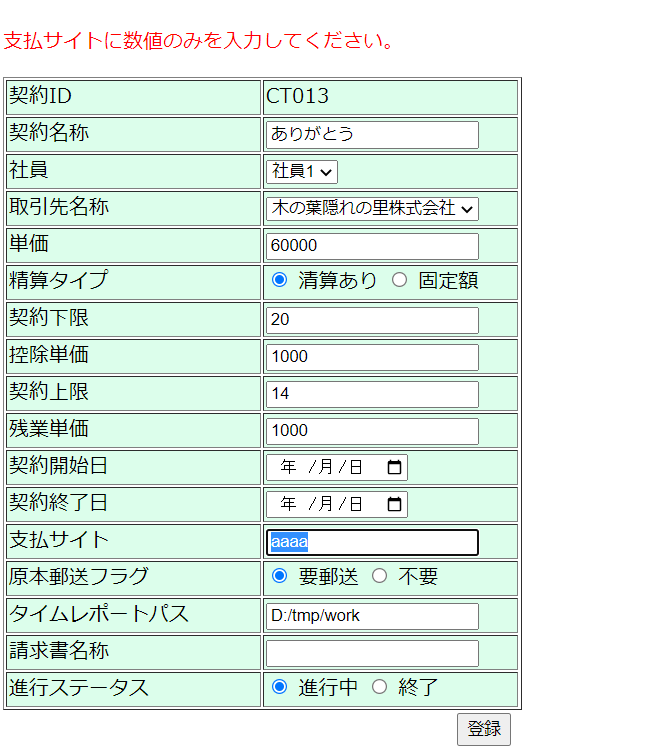 支払サイトに数値のみを入力してください。
契約ID CT013
契約名称 ありがとう
社員 社員1
取引先名称 木の葉隠れの里株式会社
単価 60000
精算タイプ 清算あり 固定額
契約下限 20
控除単価 1000
契約上限 14
残業単価 1000
契約開始日 年 /月/日
契約終了日 年 /月/日
支払サイト aaaa
原本郵送フラグ 要郵送 不要
タイムレポートパス D:/tmp/work
請求書名称
進行ステータス 進行中 終了
登録